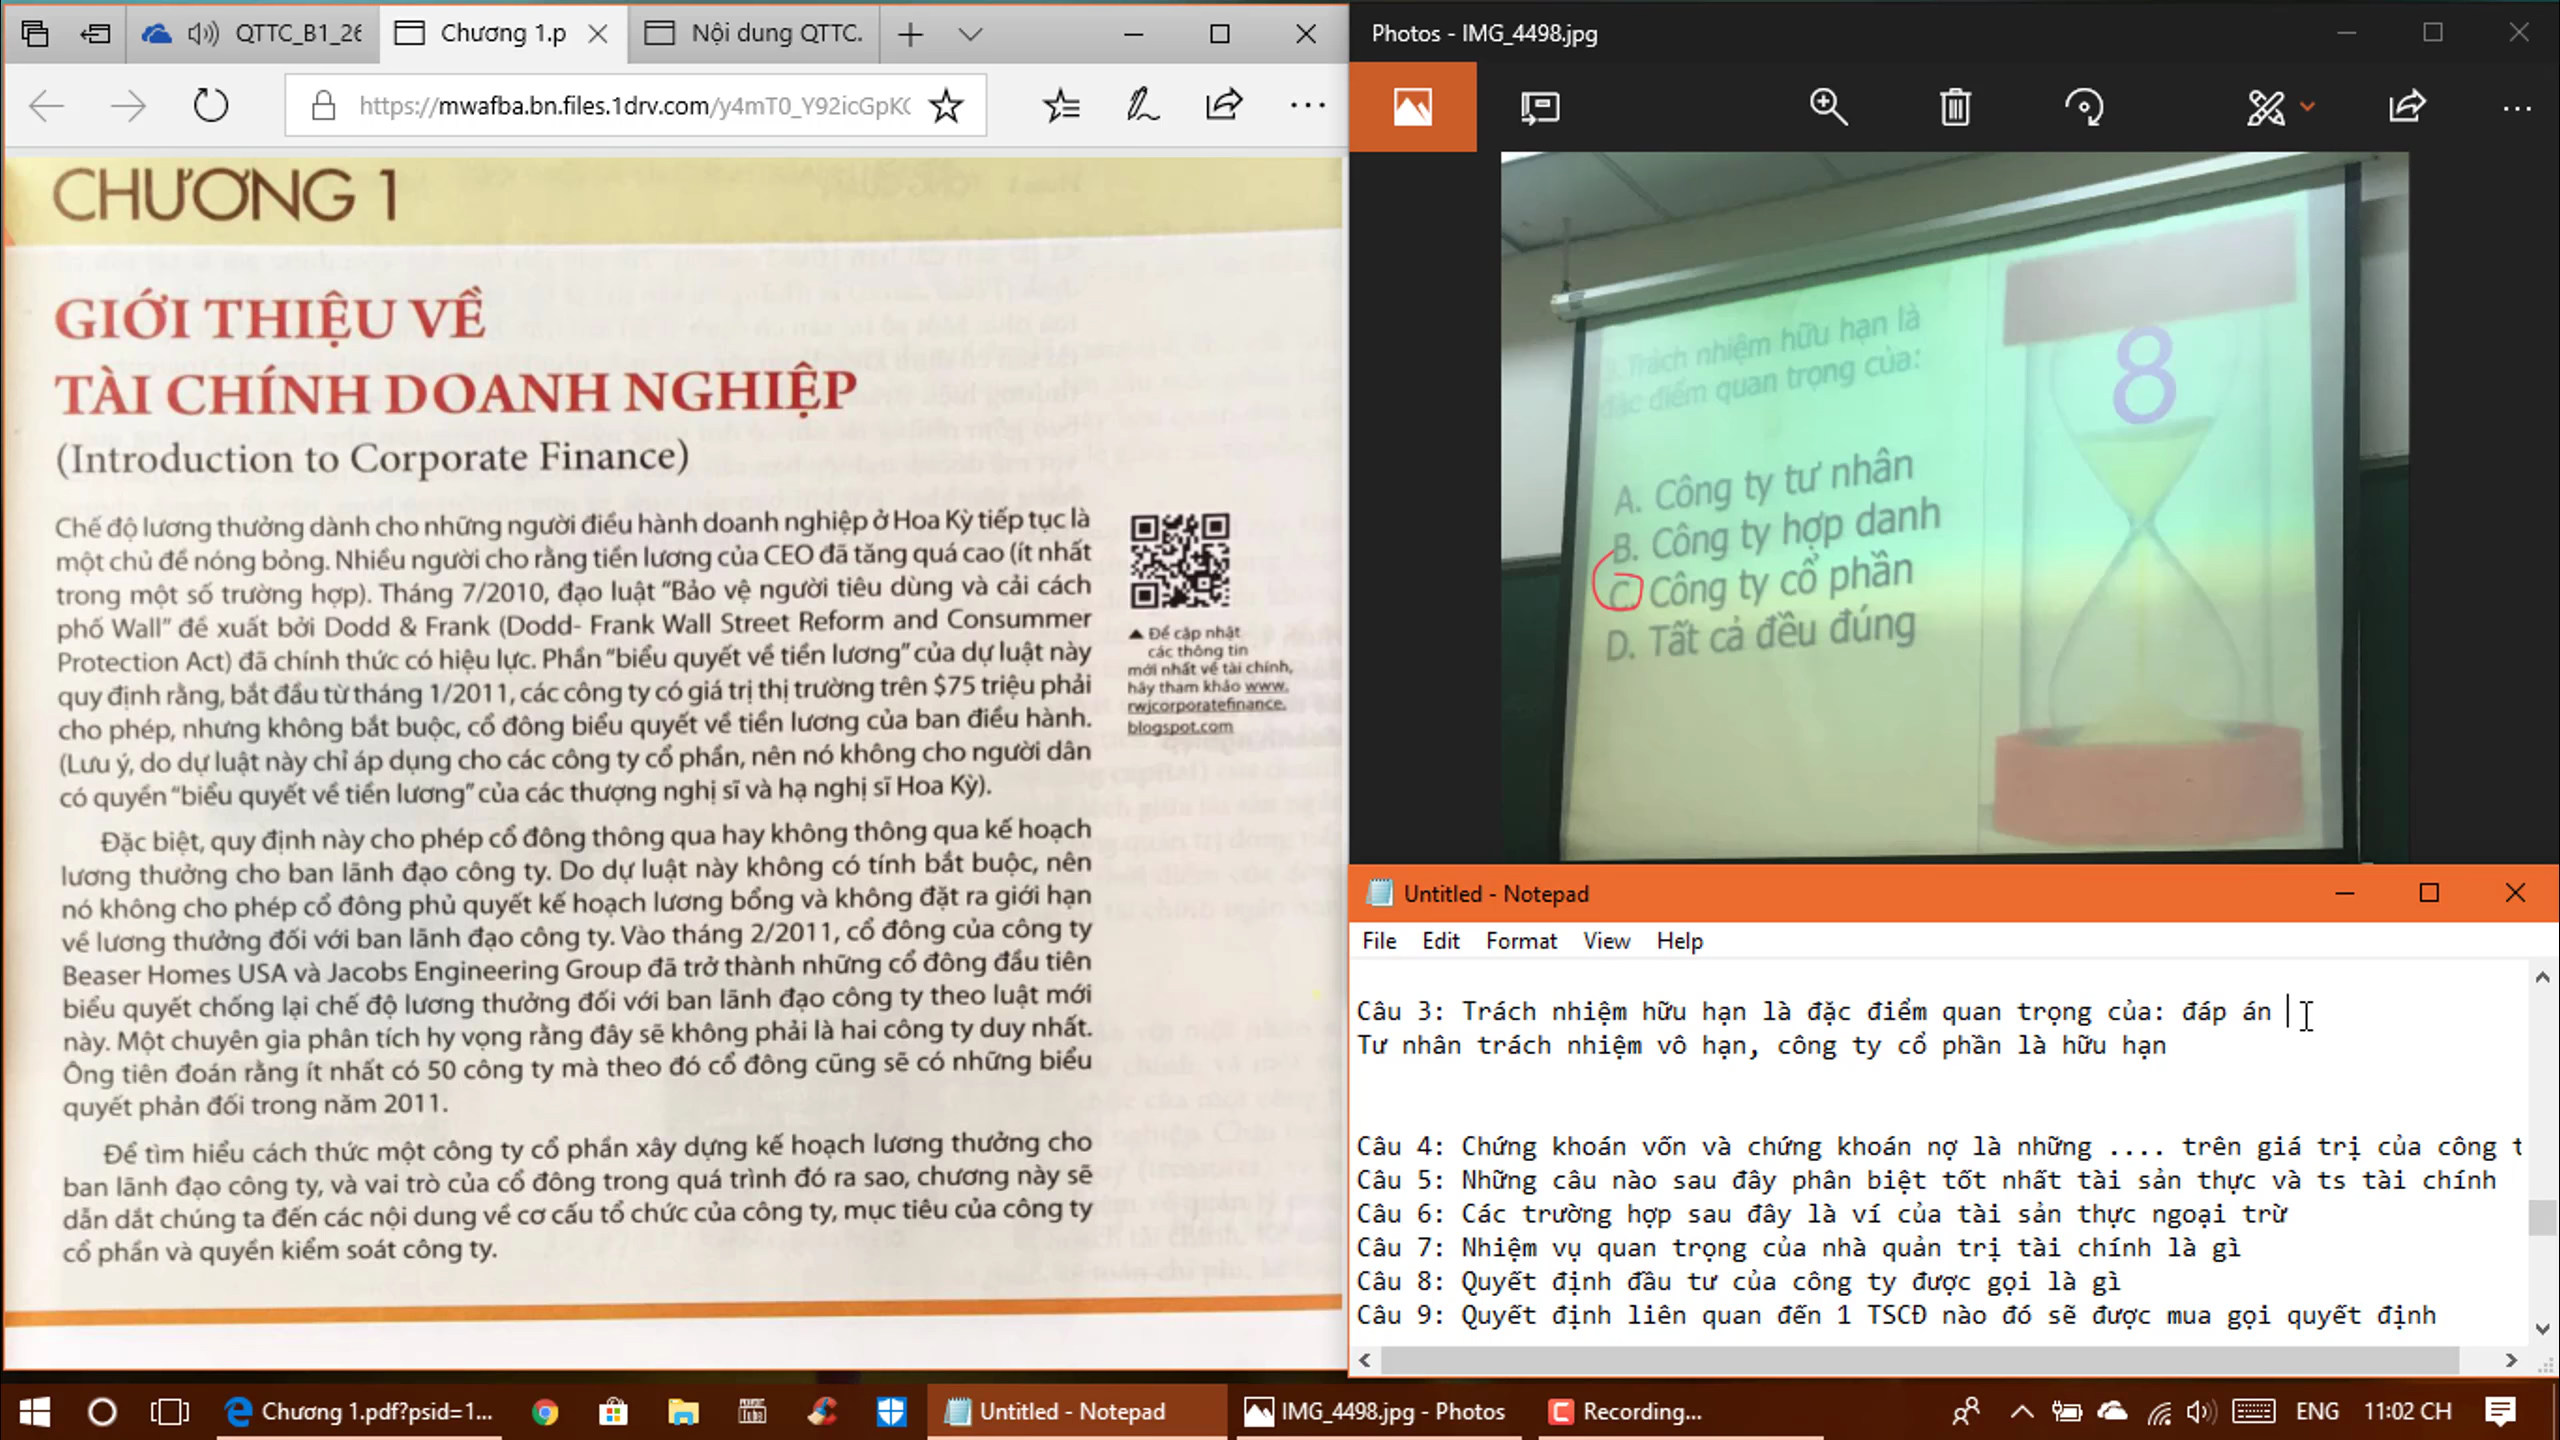 QTTC_B1_26
Chương 1.p
Nội dung QTTC.
https://mwafba.bn.files.1drv.com/y4mT0_Y92icGpK
CHƯƠNG 1
GIỚI THIỆU VỀ
TÀI CHÍNH DOANH NGHIỆP
(Introduction to Corporate Finance)
Chế độ lương thưởng dành cho những người điều hành doanh nghiệp ở Hoa Kỳ tiếp tục là
một chủ đề nóng bỏng. Nhiều người cho rằng tiền lương của CEO đã tăng quá cao (ít nhất
trong một số trường hợp). Tháng 7/2010, đạo luật “Bảo vệ người tiêu dùng và cải cách
phố Wall” đề xuất bởi Dodd & Frank (Dodd- Frank Wall Street Reform and Consummer
Protection Act) đã chính thức có hiệu lực. Phần “biểu quyết về tiền lương” của dự luật này
quy định rằng, bắt đầu từ tháng 1/2011, các công ty có giá trị thị trường trên $75 triệu phải
cho phép, nhưng không bắt buộc, cổ đông biểu quyết về tiền lương của ban điều hành.
(Lưu ý, do dự luật này chỉ áp dụng cho các công ty cổ phần, nên nó không cho người dân
có quyền “biểu quyết về tiền lương” của các thượng nghị sĩ và hạ nghị sĩ Hoa Kỳ).
Đặc biệt, quy định này cho phép cổ đông thông qua hay không thông qua kế hoạch
lương thưởng cho ban lãnh đạo công ty. Do dự luật này không có tính bắt buộc, nên
nó không cho phép cổ đông phủ quyết kế hoạch lương bổng và không đặt ra giới hạn
về lương thưởng đối với ban lãnh đạo công ty. Vào tháng 2/2011, cổ đông của công ty
Beaser Homes USA và Jacobs Engineering Group đã trở thành những cổ đông đầu tiên
biểu quyết chống lại chế độ lương thưởng đối với ban lãnh đạo công ty theo luật mới
này. Một chuyên gia phân tích hy vọng rằng đây sẽ không phải là hai công ty duy nhất.
Ông tiên đoán rằng ít nhất có 50 công ty mà theo đó cổ đông cũng sẽ có những biểu
quyết phản đối trong năm 2011.
Để tìm hiểu cách thức một công ty cổ phần xây dựng kế hoạch lương thưởng cho
ban lãnh đạo công ty, và vai trò của cổ đông trong quá trình đó ra sao, chương này sẽ
dẫn dắt chúng ta đến các nội dung về cơ cấu tổ chức của công ty, mục tiêu của công ty
cổ phần và quyền kiểm soát công ty.
▲ Để cập nhật
các thông tin
mới nhất về tài chính,
hãy tham khảo www.
rwjcorporatefinance.
blogspot.com
Photos - IMG_4498.jpg
3. Trách nhiệm hữu hạn là
đặc điểm quan trọng của:
8
A. Công ty tư nhân
B. Công ty hợp danh
C. Công ty cổ phần
D. Tất cả đều đúng
Untitled - Notepad
File Edit Format View Help
Câu 3: Trách nhiệm hữu hạn là đặc điểm quan trọng của: đáp án
Tư nhân trách nhiệm vô hạn, công ty cổ phần là hữu hạn
Câu 4: Chứng khoán vốn và chứng khoán nợ là những .... trên giá trị của công t
Câu 5: Những câu nào sau đây phân biệt tốt nhất tài sản thực và ts tài chính
Câu 6: Các trường hợp sau đây là ví của tài sản thực ngoại trừ
Câu 7: Nhiệm vụ quan trọng của nhà quản trị tài chính là gì
Câu 8: Quyết định đầu tư của công ty được gọi là gì
Câu 9: Quyết định liên quan đến 1 TSCĐ nào đó sẽ được mua gọi quyết định
Chương 1.pdf?psid=1...
Untitled - Notepad
IMG_4498.jpg - Photos
Recording...
ENG
11:02 CH